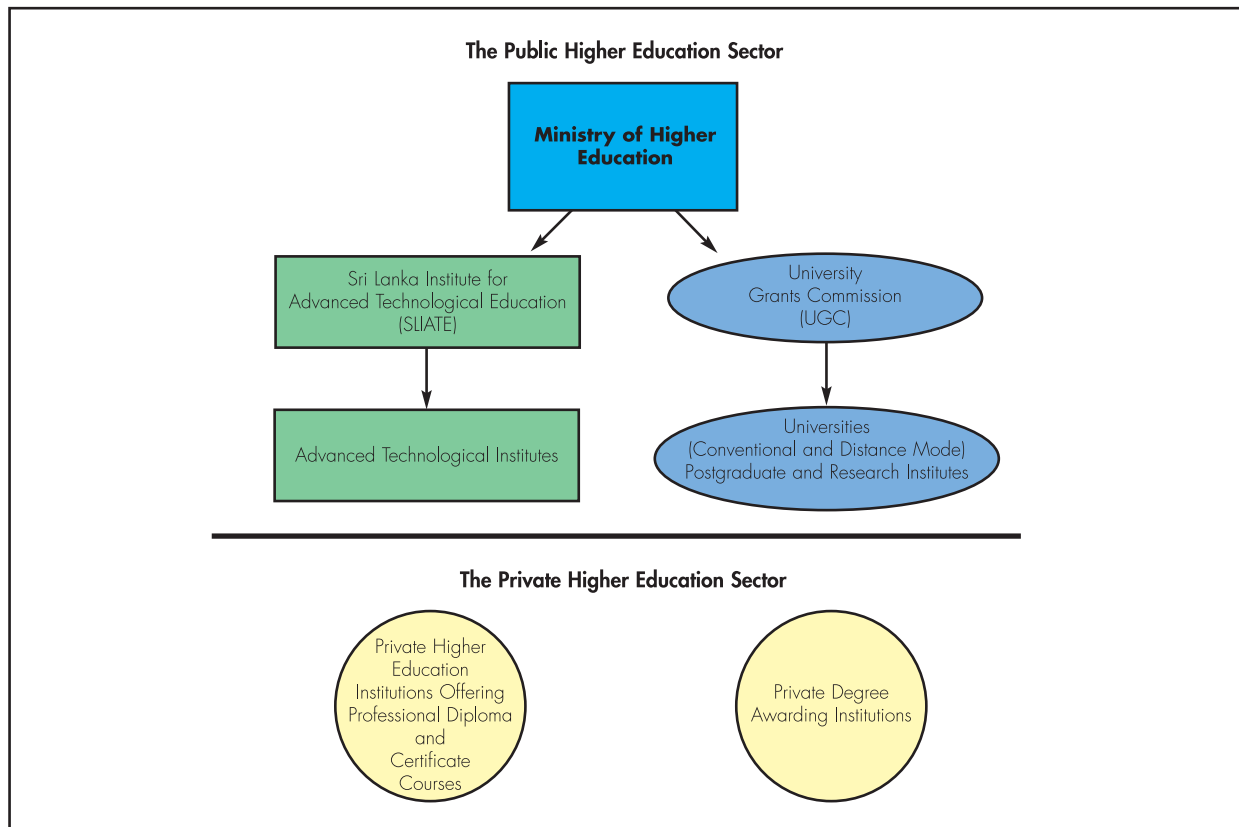 The Public Higher Education Sector
Ministry of Higher
Education
Sri Lanka Institute for
Advanced Technological Education
(SLIATE)
University
Grants Commission
(UGC)
Advanced Technological Institutes
Universities
(Conventional and Distance Mode)
Postgraduate and Research Institutes
The Private Higher Education Sector
Private Higher
Education
Institutions Offering
Professional Diploma
and
Certificate
Courses
Private Degree
Awarding Institutions